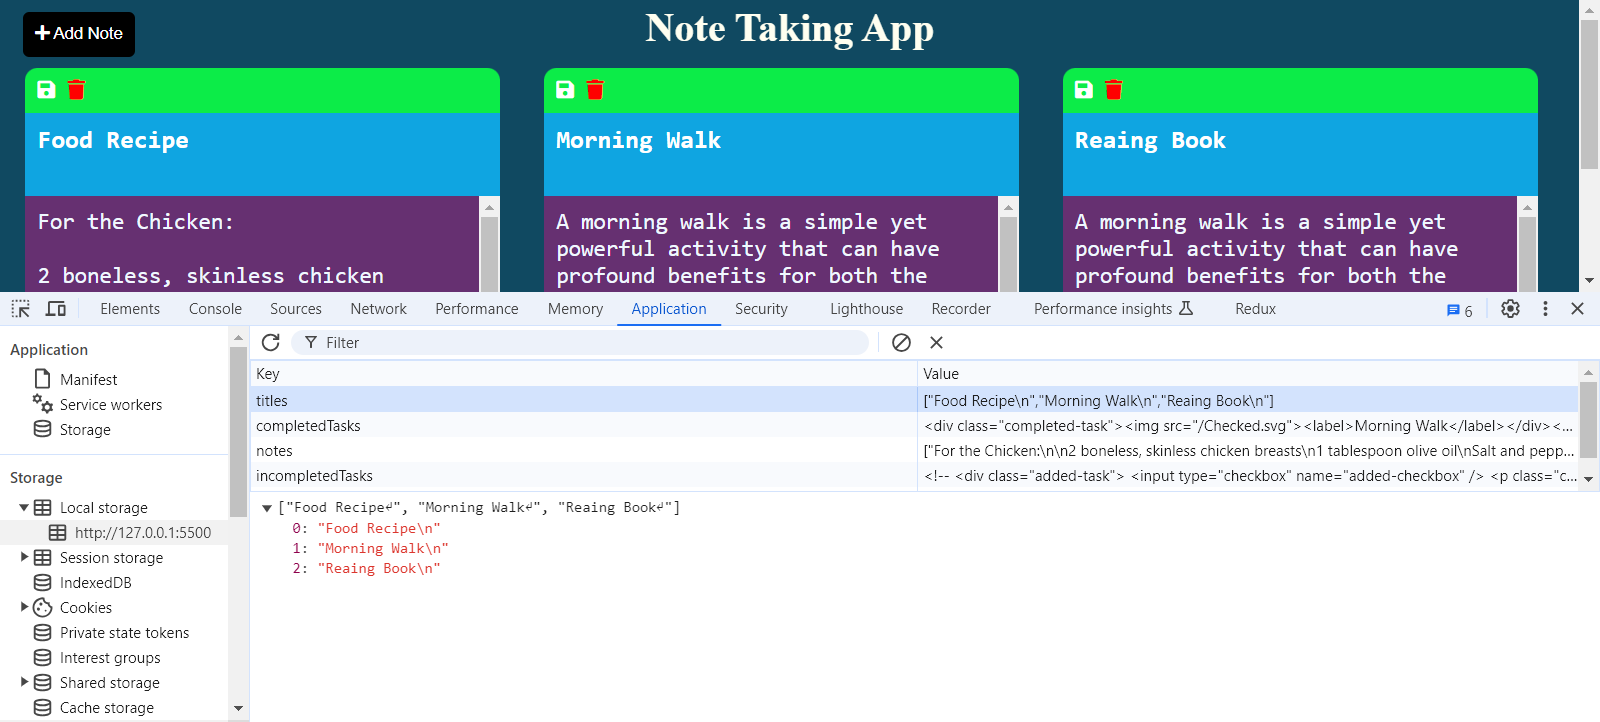 Add Note
Note Taking App
Food Recipe
For the Chicken:
2 boneless, skinless chicken
Morning Walk
A morning walk is a simple yet
powerful activity that can have
profound benefits for both the
Reaing Book
A morning walk is a simple yet
powerful activity that can have
profound benefits for both the
Elements Console Sources Network Performance Memory Application Security Lighthouse Recorder Performance insights Redux 6
Application
Manifest
Service workers
Storage
Storage
Local storage
http://127.0.0.1:5500
Session storage
IndexedDB
Cookies
Private state tokens
Interest groups
Shared storage
Cache storage
Filter
Key Value
titles ["Food Recipe\n","Morning Walk\n","Reaing Book\n"]
completedTasks <div class="completed-task"><img src="/Checked.svg"><label>Morning Walk</label></div><...
notes ["For the Chicken:\n\n2 boneless, skinless chicken breasts\n1 tablespoon olive oil\nSalt and pepp...
incompletedTasks <!-- <div class="added-task"> <input type="checkbox" name="added-checkbox" /> <p class="c...
["Food Recipe↵", "Morning Walk↵", "Reaing Book↵"]
0: "Food Recipe\n"
1: "Morning Walk\n"
2: "Reaing Book\n"